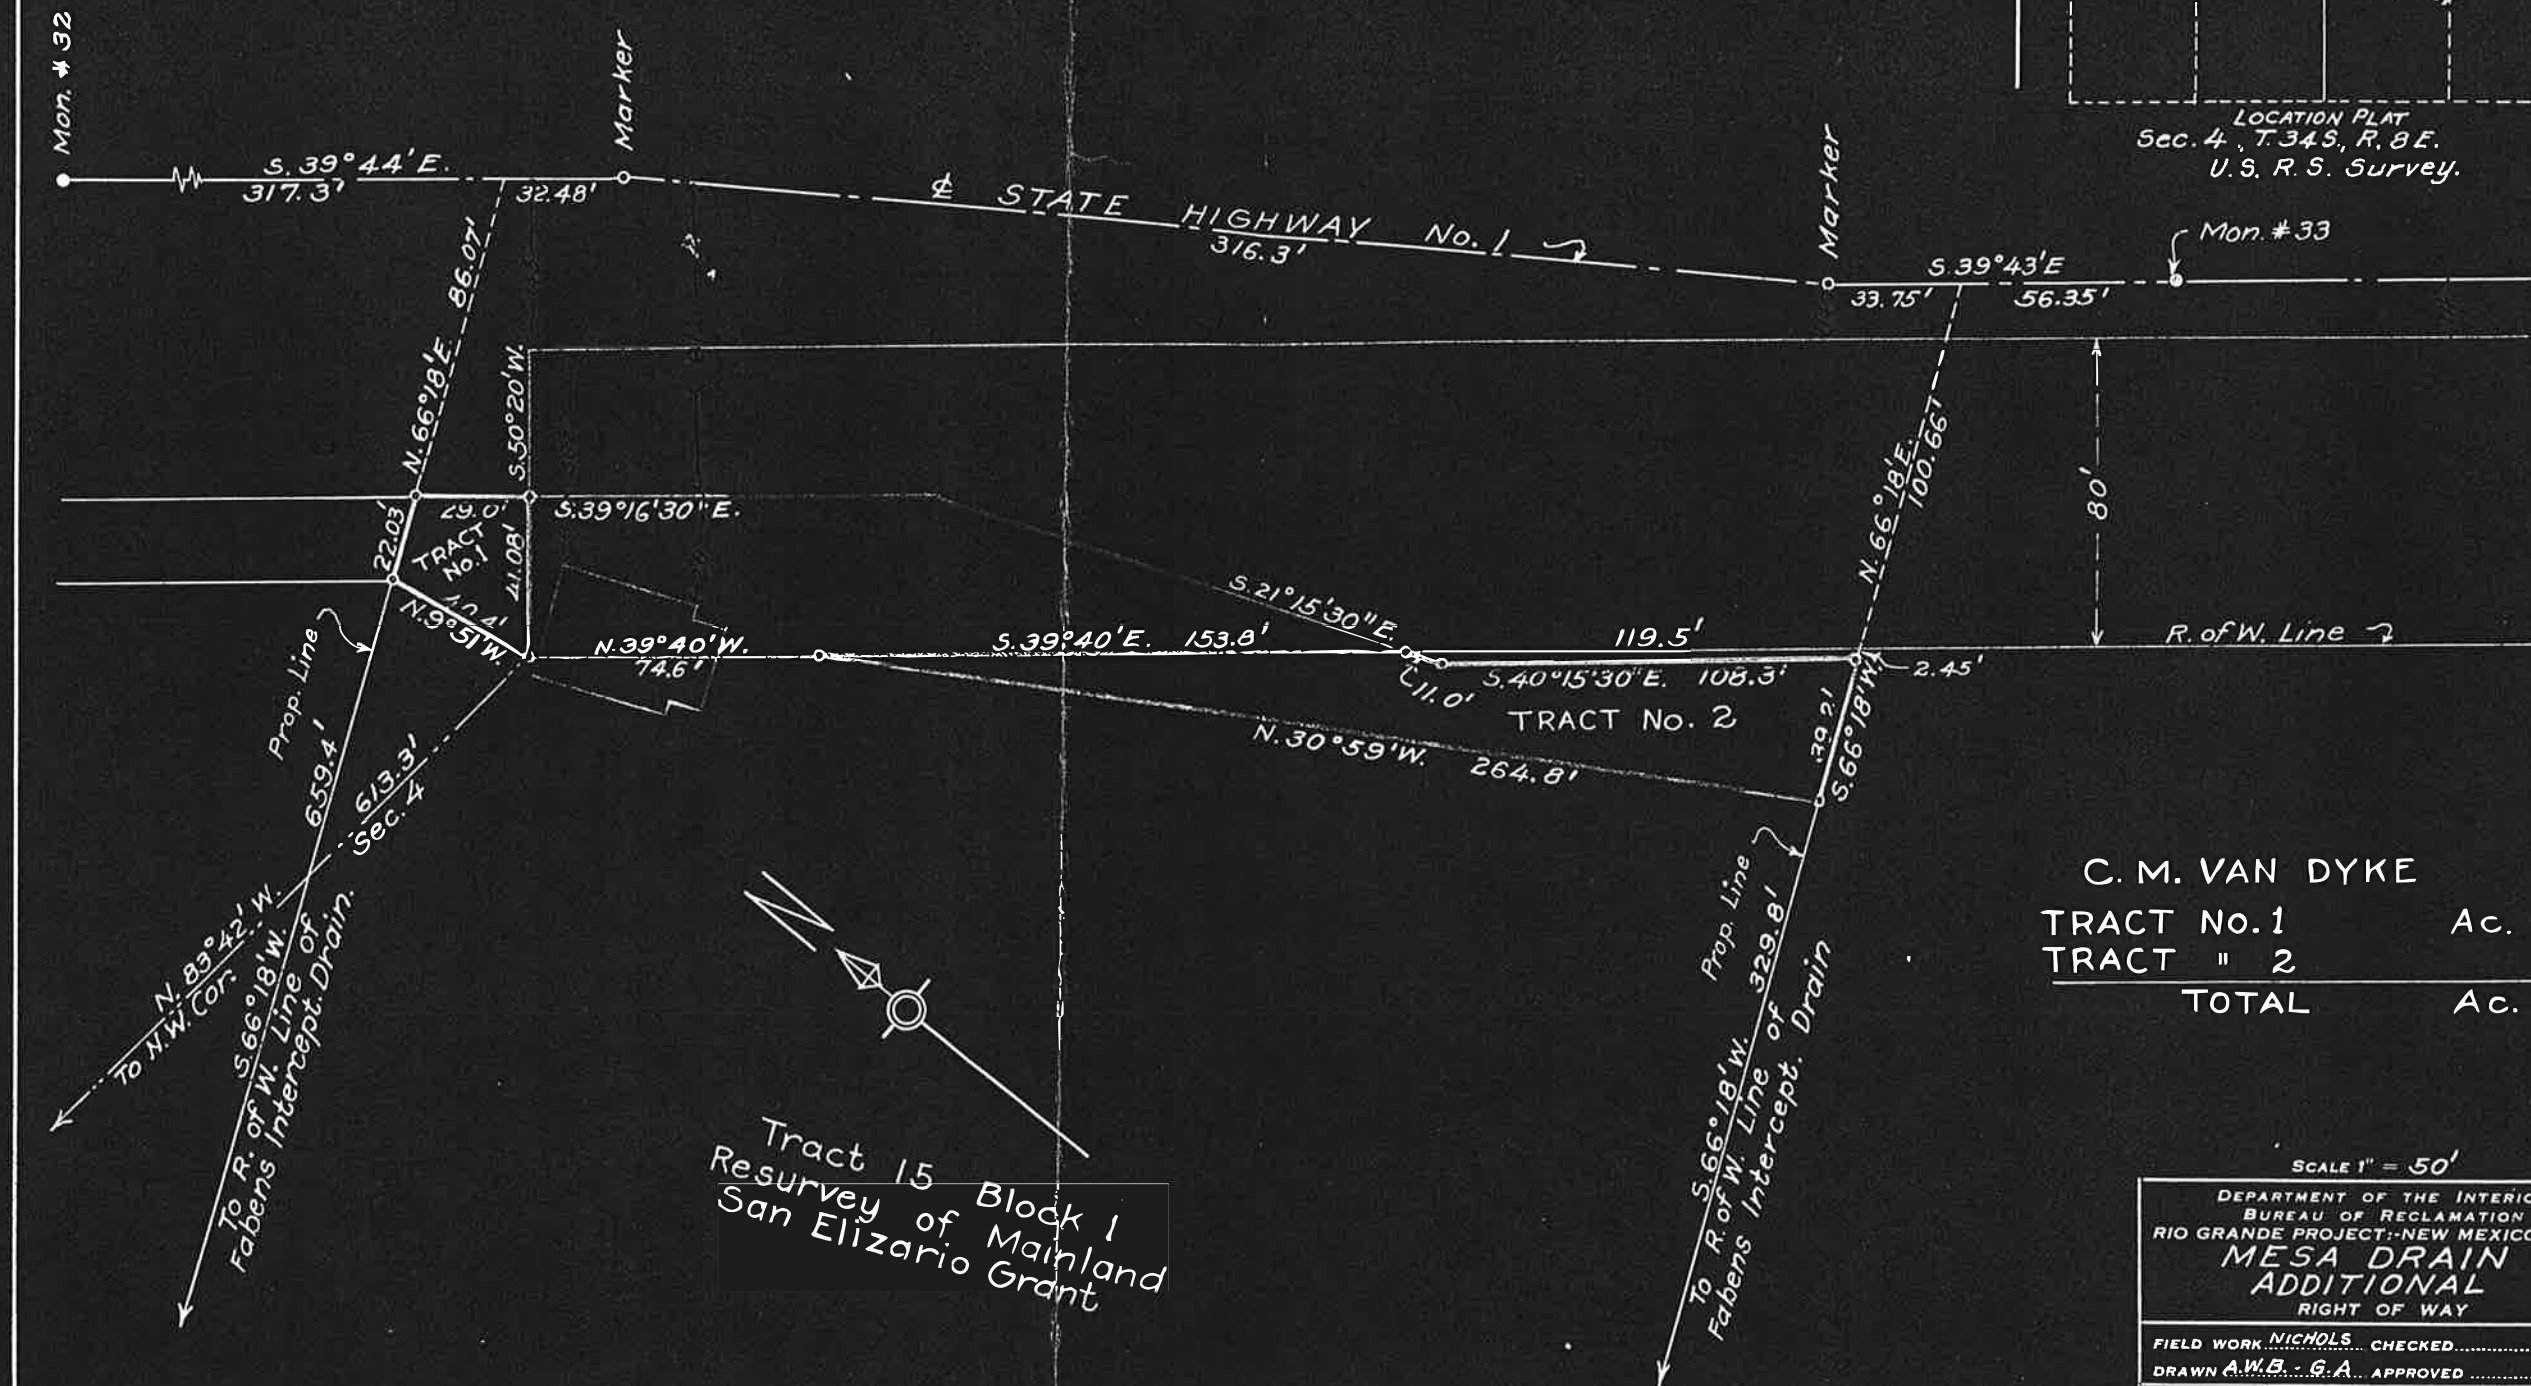 Mon. #32
Marker
S. 39°44'E.
317.3'
32.48'
℄ STATE HIGHWAY No. 1
316.3'
Marker
S. 39°43'E
33.75'
56.35'
Mon. #33
LOCATION PLAT
Sec. 4, T. 34S., R. 8E.
U.S. R. S. Survey.
N. 66°18'E. 86.07'
S. 50°20'W.
41.08'
22.03'
29.0'
S. 39°16'30"E.
TRACT
No. 1
40.4'
N. 9°51'W.
N. 39°40'W.
74.6'
S. 39°40'E. 153.8'
S. 21°15'30"E.
11.0'
119.5'
S. 40°15'30"E. 108.3'
TRACT No. 2
N. 30°59'W. 264.8'
N. 66°18'E.
100.66'
80'
R. of W. Line
2.45'
39.2'
S. 66°18'W.
Prop. Line
659.4'
613.3'
Sec. 4
N. 83°42' W.
To N.W. Cor.
S. 66°18'W.
To R. of W. Line of
Fabens Intercept. Drain.
Prop. Line
S. 66°18'W. 329.8'
To R. of W. Line of
Fabens Intercept. Drain
N
Tract 15 Block 1
Resurvey of Mainland
San Elizario Grant
C. M. VAN DYKE
TRACT No. 1 Ac.
TRACT " 2
TOTAL Ac.
SCALE 1" = 50'
DEPARTMENT OF THE INTERIO
BUREAU OF RECLAMATION
RIO GRANDE PROJECT:-NEW MEXICO
MESA DRAIN
ADDITIONAL
RIGHT OF WAY
FIELD WORK NICHOLS CHECKED
DRAWN A.W.B. - G.A. APPROVED